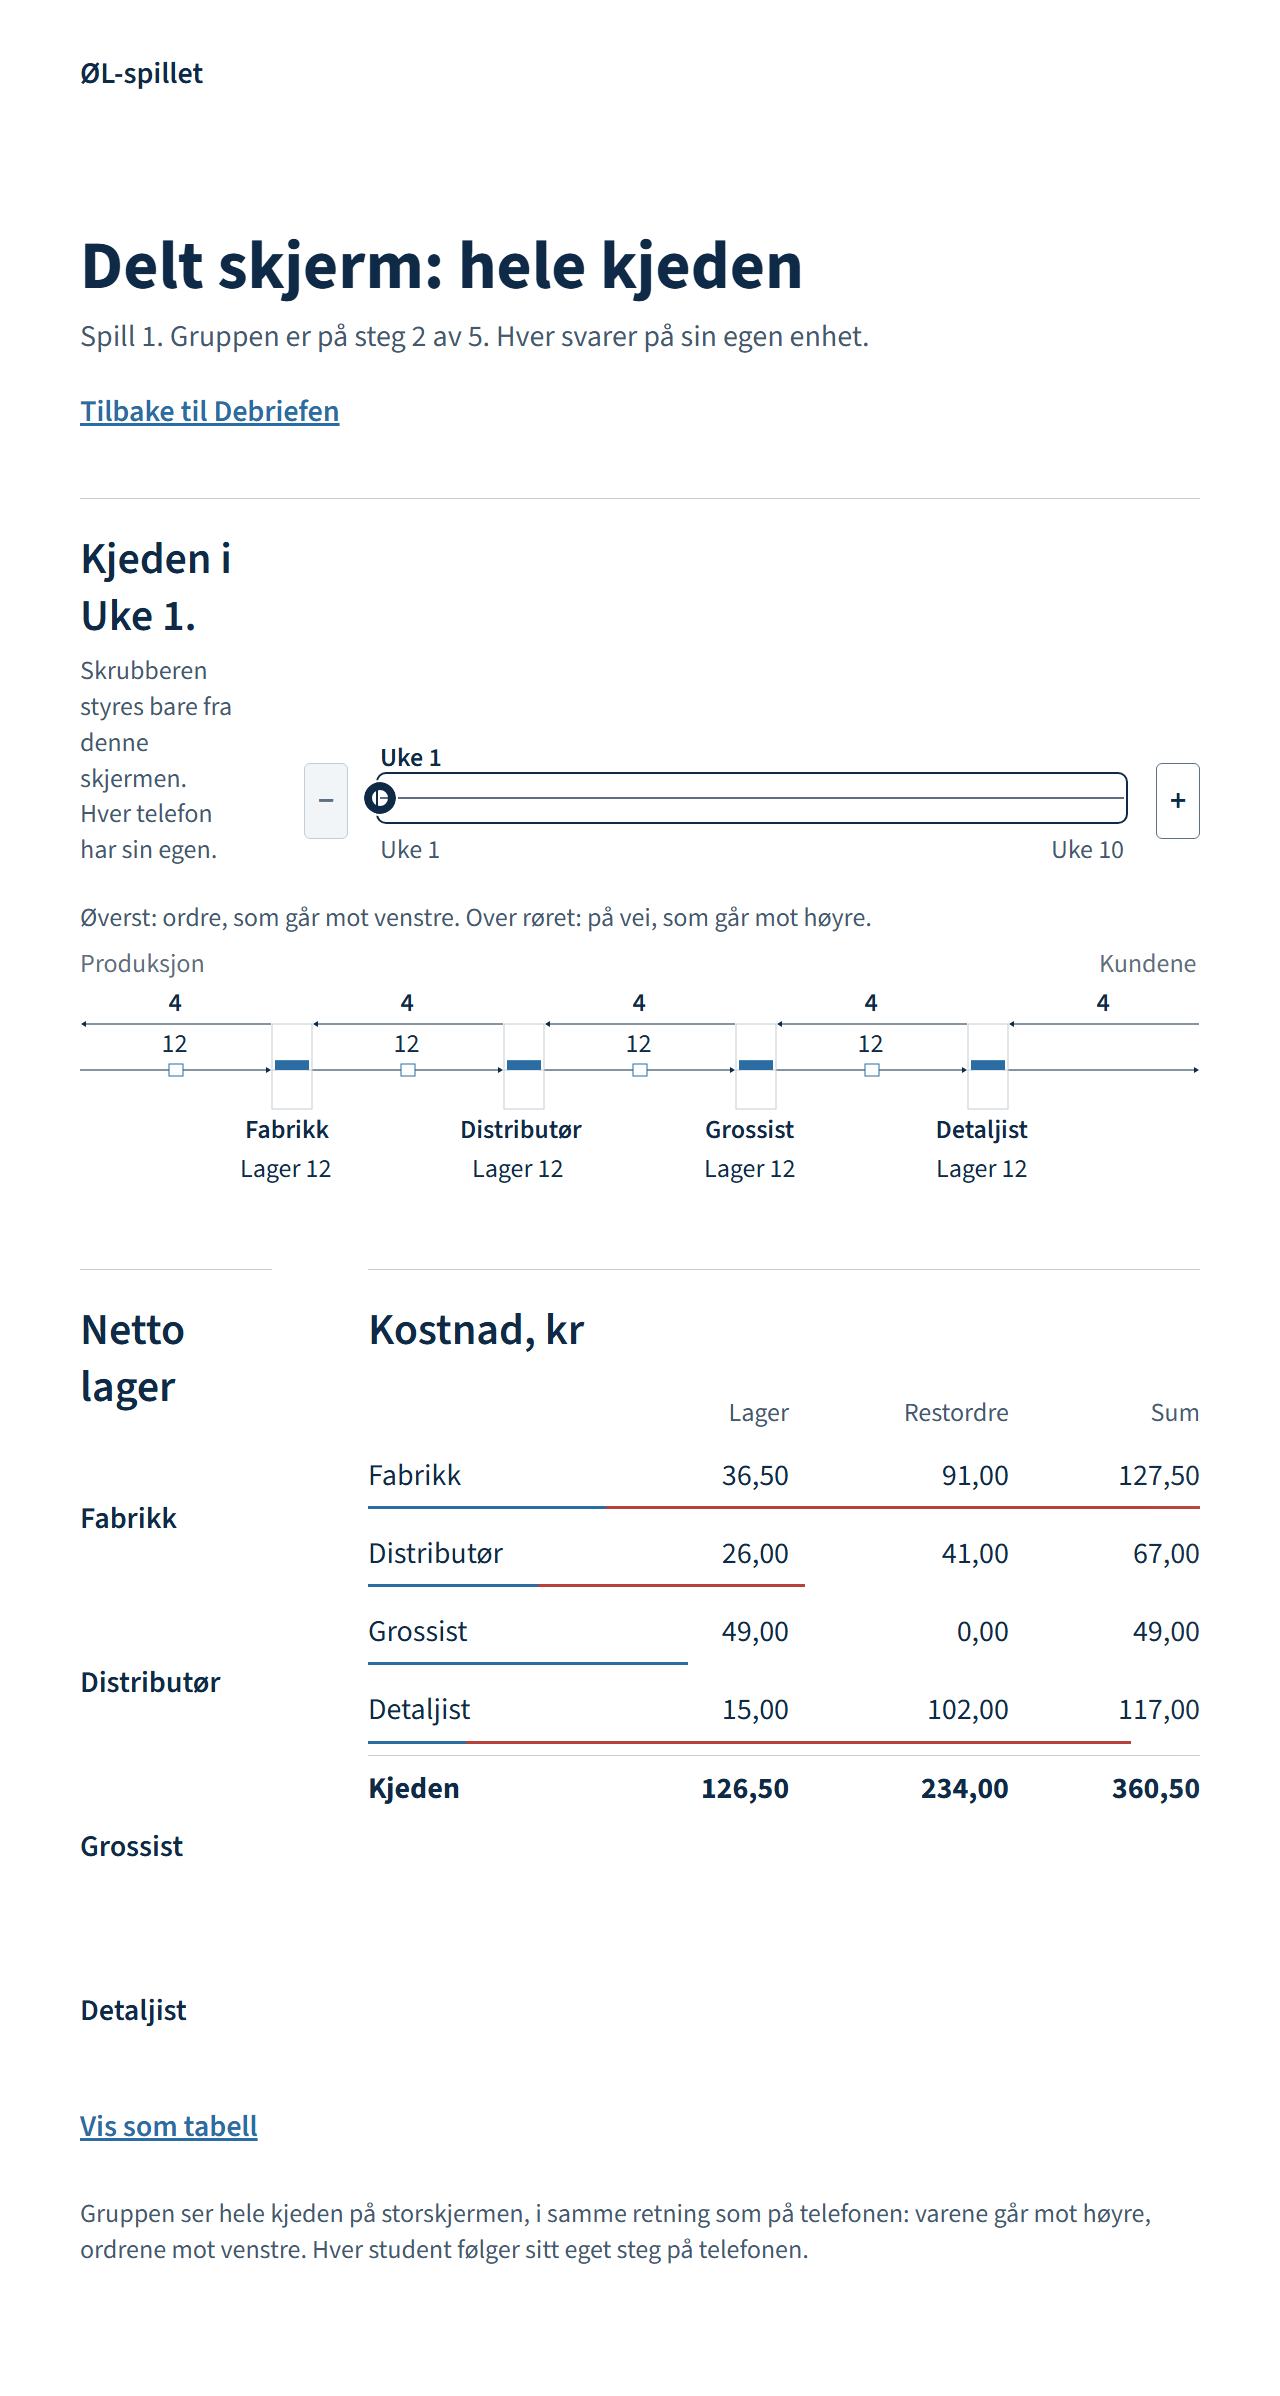 ØL-spillet
Delt skjerm: hele kjeden
Spill 1. Gruppen er på steg 2 av 5. Hver svarer på sin egen enhet.
Tilbake til Debriefen
Kjeden i
Uke 1.
Skrubberen
styres bare fra
denne
skjermen.
Hver telefon
har sin egen.
Uke 1
−
+
Uke 1 Uke 10
Øverst: ordre, som går mot venstre. Over røret: på vei, som går mot høyre.
Produksjon Kundene
4 4 4 4 4
12 12 12 12
Fabrikk Distributør Grossist Detaljist
Lager 12 Lager 12 Lager 12 Lager 12
Netto
lager
Fabrikk
Distributør
Grossist
Detaljist
Vis som tabell
Kostnad, kr
Lager Restordre Sum
Fabrikk 36,50 91,00 127,50
Distributør 26,00 41,00 67,00
Grossist 49,00 0,00 49,00
Detaljist 15,00 102,00 117,00
Kjeden 126,50 234,00 360,50
Gruppen ser hele kjeden på storskjermen, i samme retning som på telefonen: varene går mot høyre,
ordrene mot venstre. Hver student følger sitt eget steg på telefonen.